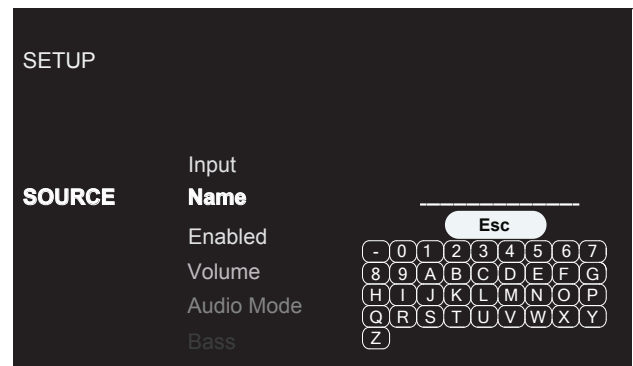 SETUP
Input
SOURCE Name _____________
Esc
Enabled
- 0 1 2 3 4 5 6 7
Volume
8 9 A B C D E F G
Audio Mode
H I J K L M N O P
Q R S T U V W X Y
Bass
Z